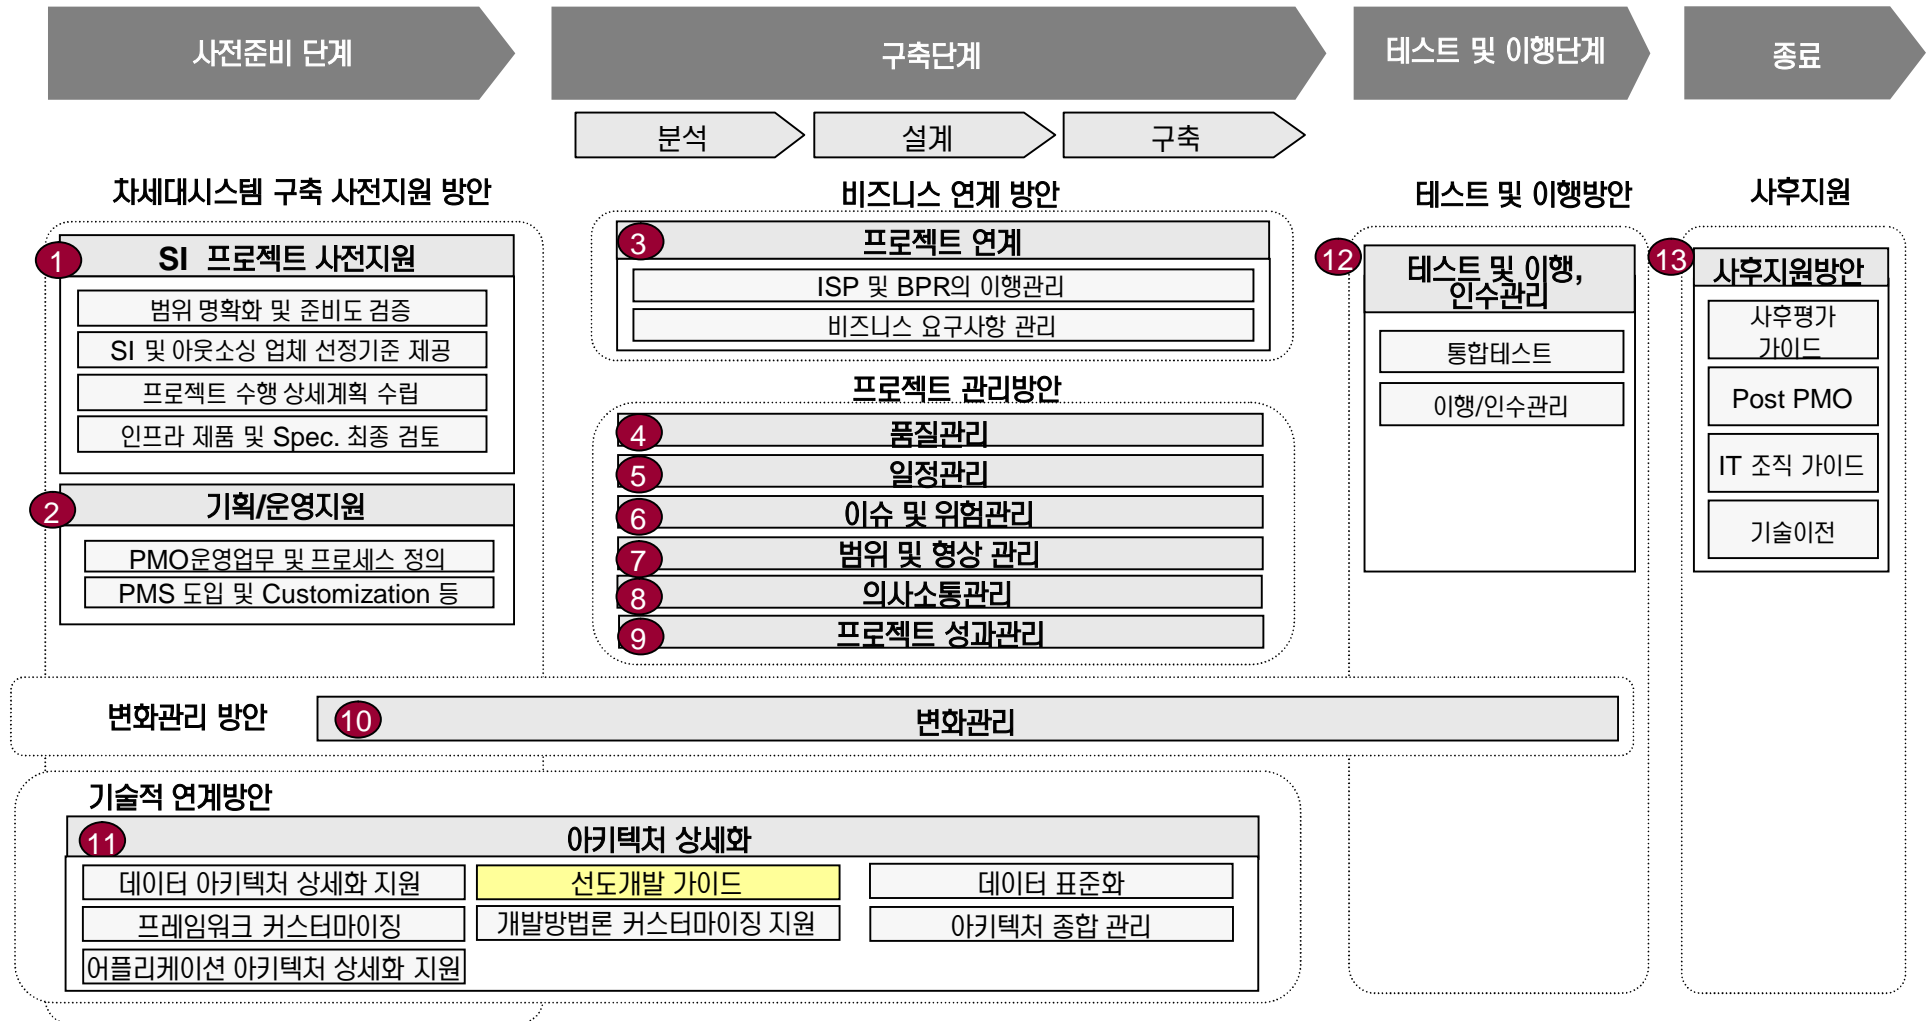 사전준비 단계
구축단계
테스트 및 이행단계
종료
분석
설계
구축
차세대시스템 구축 사전지원 방안
1
SI 프로젝트 사전지원
범위 명확화 및 준비도 검증
SI 및 아웃소싱 업체 선정기준 제공
프로젝트 수행 상세계획 수립
인프라 제품 및 Spec. 최종 검토
2
기획/운영지원
PMO운영업무 및 프로세스 정의
PMS 도입 및 Customization 등
비즈니스 연계 방안
3
프로젝트 연계
ISP 및 BPR의 이행관리
비즈니스 요구사항 관리
프로젝트 관리방안
4
품질관리
5
일정관리
6
이슈 및 위험관리
7
범위 및 형상 관리
8
의사소통관리
9
프로젝트 성과관리
테스트 및 이행방안
12
테스트 및 이행,
인수관리
통합테스트
이행/인수관리
사후지원
13
사후지원방안
사후평가
가이드
Post PMO
IT 조직 가이드
기술이전
변화관리 방안
10
변화관리
기술적 연계방안
11
아키텍처 상세화
데이터 아키텍처 상세화 지원
선도개발 가이드
데이터 표준화
프레임워크 커스터마이징
개발방법론 커스터마이징 지원
아키텍처 종합 관리
어플리케이션 아키텍처 상세화 지원